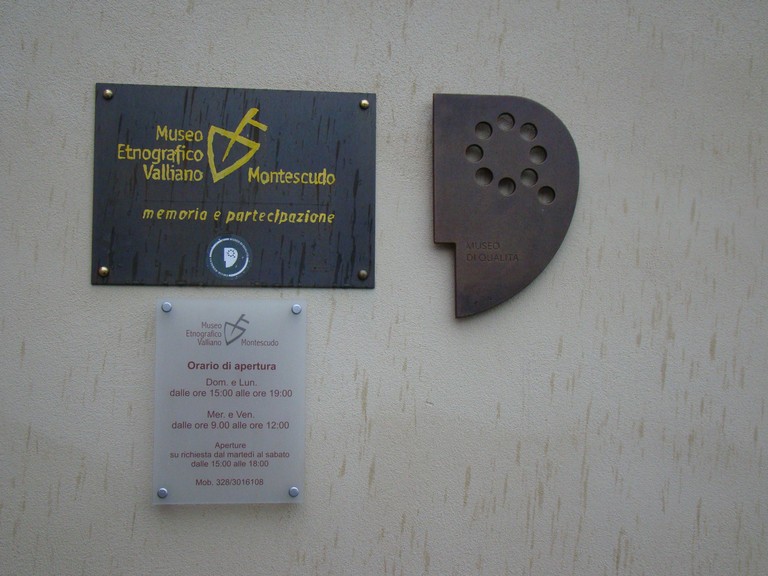 Museo
Etnografico
Valliano Montescudo
memoria e partecipazione
MUSEO
DI QUALITÀ
Museo
Etnografico
Valliano Montescudo
Orario di apertura
Dom. e Lun.
dalle ore 15:00 alle ore 19:00
Mer. e Ven.
dalle ore 9.00 alle ore 12:00
Aperture
su richiesta dal martedì al sabato
dalle 15:00 alle 18:00
Mob. 328/3016108